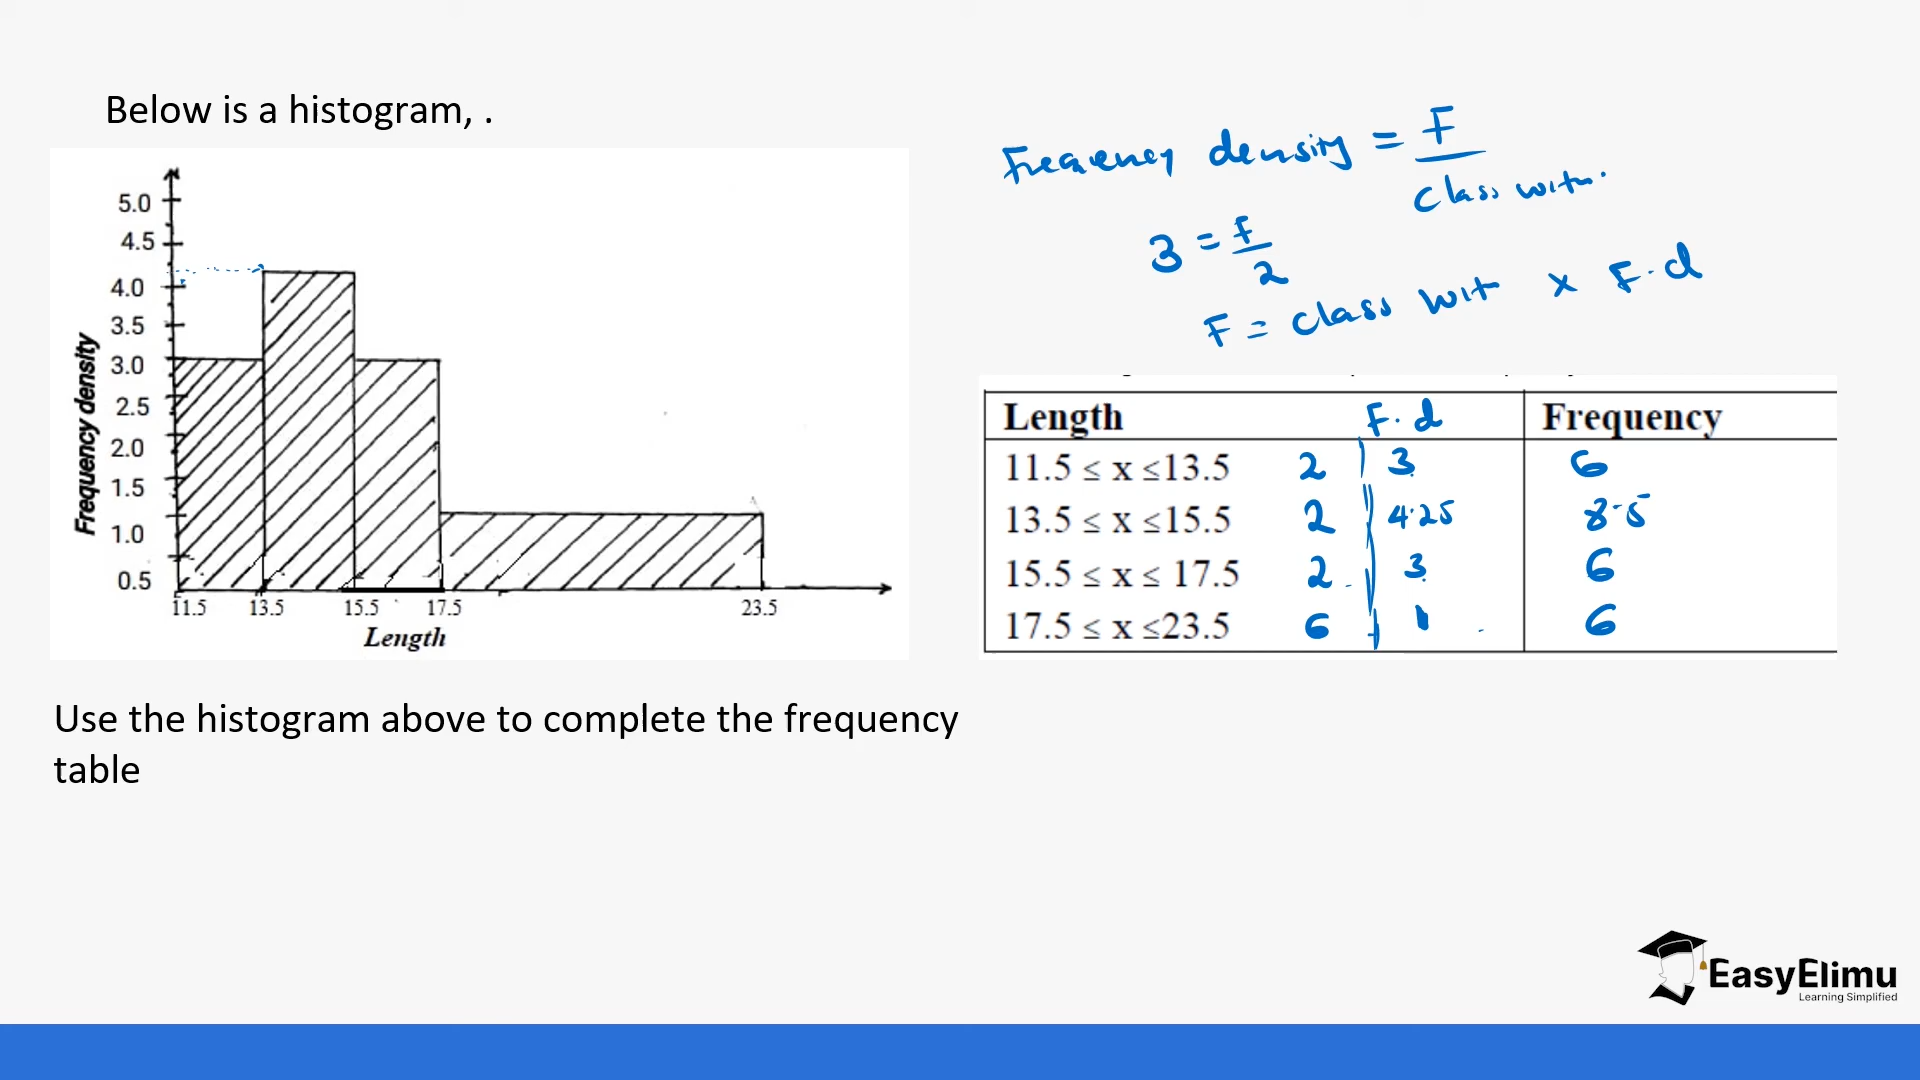 Below is a histogram, .
5.0
4.5
4.0
3.5
3.0
2.5
2.0
1.5
1.0
0.5
Frequency density
11.5 13.5 15.5 17.5 23.5
Length
Use the histogram above to complete the frequency
table
Frequency density = F
class with.
3 = F
2
F = class wit x F.d
Length F.d Frequency
11.5 ≤ x ≤13.5 2 3 6
13.5 ≤ x ≤15.5 2 4.25 8.5
15.5 ≤ x ≤ 17.5 2 3 6
17.5 ≤ x ≤23.5 6 1 6
EasyElimu
Learning Simplified